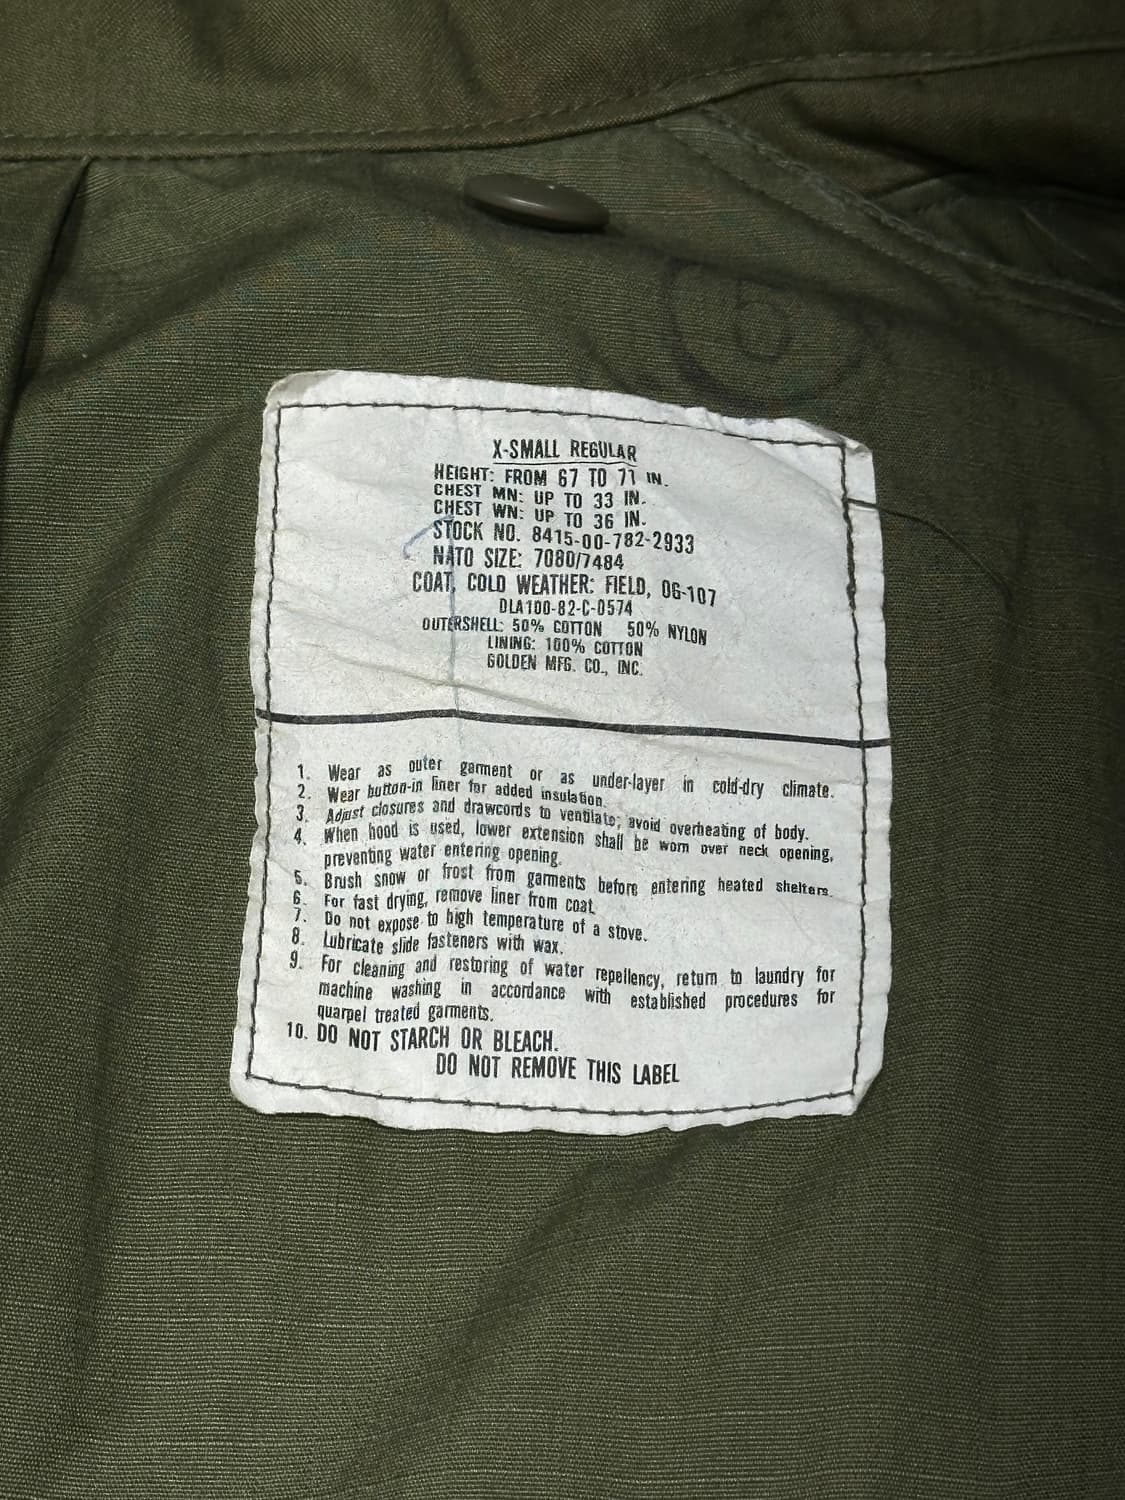 5
X-SMALL REGULAR
HEIGHT: FROM 67 TO 71 IN.
CHEST MN: UP TO 33 IN.
CHEST WN: UP TO 36 IN.
STOCK NO. 8415-00-782-2933
NATO SIZE: 7080/7484
COAT, COLD WEATHER: FIELD, OG-107
DLA100-82-C-0574
OUTERSHELL: 50% COTTON 50% NYLON
LINING: 100% COTTON
GOLDEN MFG. CO., INC.
1. Wear as outer garment or as under-layer in cold-dry climate.
2. Wear button-in liner for added insulation.
3. Adjust closures and drawcords to ventilate; avoid overheating of body.
4. When hood is used, lower extension shall be worn over neck opening,
preventing water entering opening.
5. Brush snow or frost from garments before entering heated shelters.
6. For fast drying, remove liner from coat.
7. Do not expose to high temperature of a stove.
8. Lubricate slide fasteners with wax.
9. For cleaning and restoring of water repellency, return to laundry for
machine washing in accordance with established procedures for
quarpel treated garments.
10. DO NOT STARCH OR BLEACH.
DO NOT REMOVE THIS LABEL